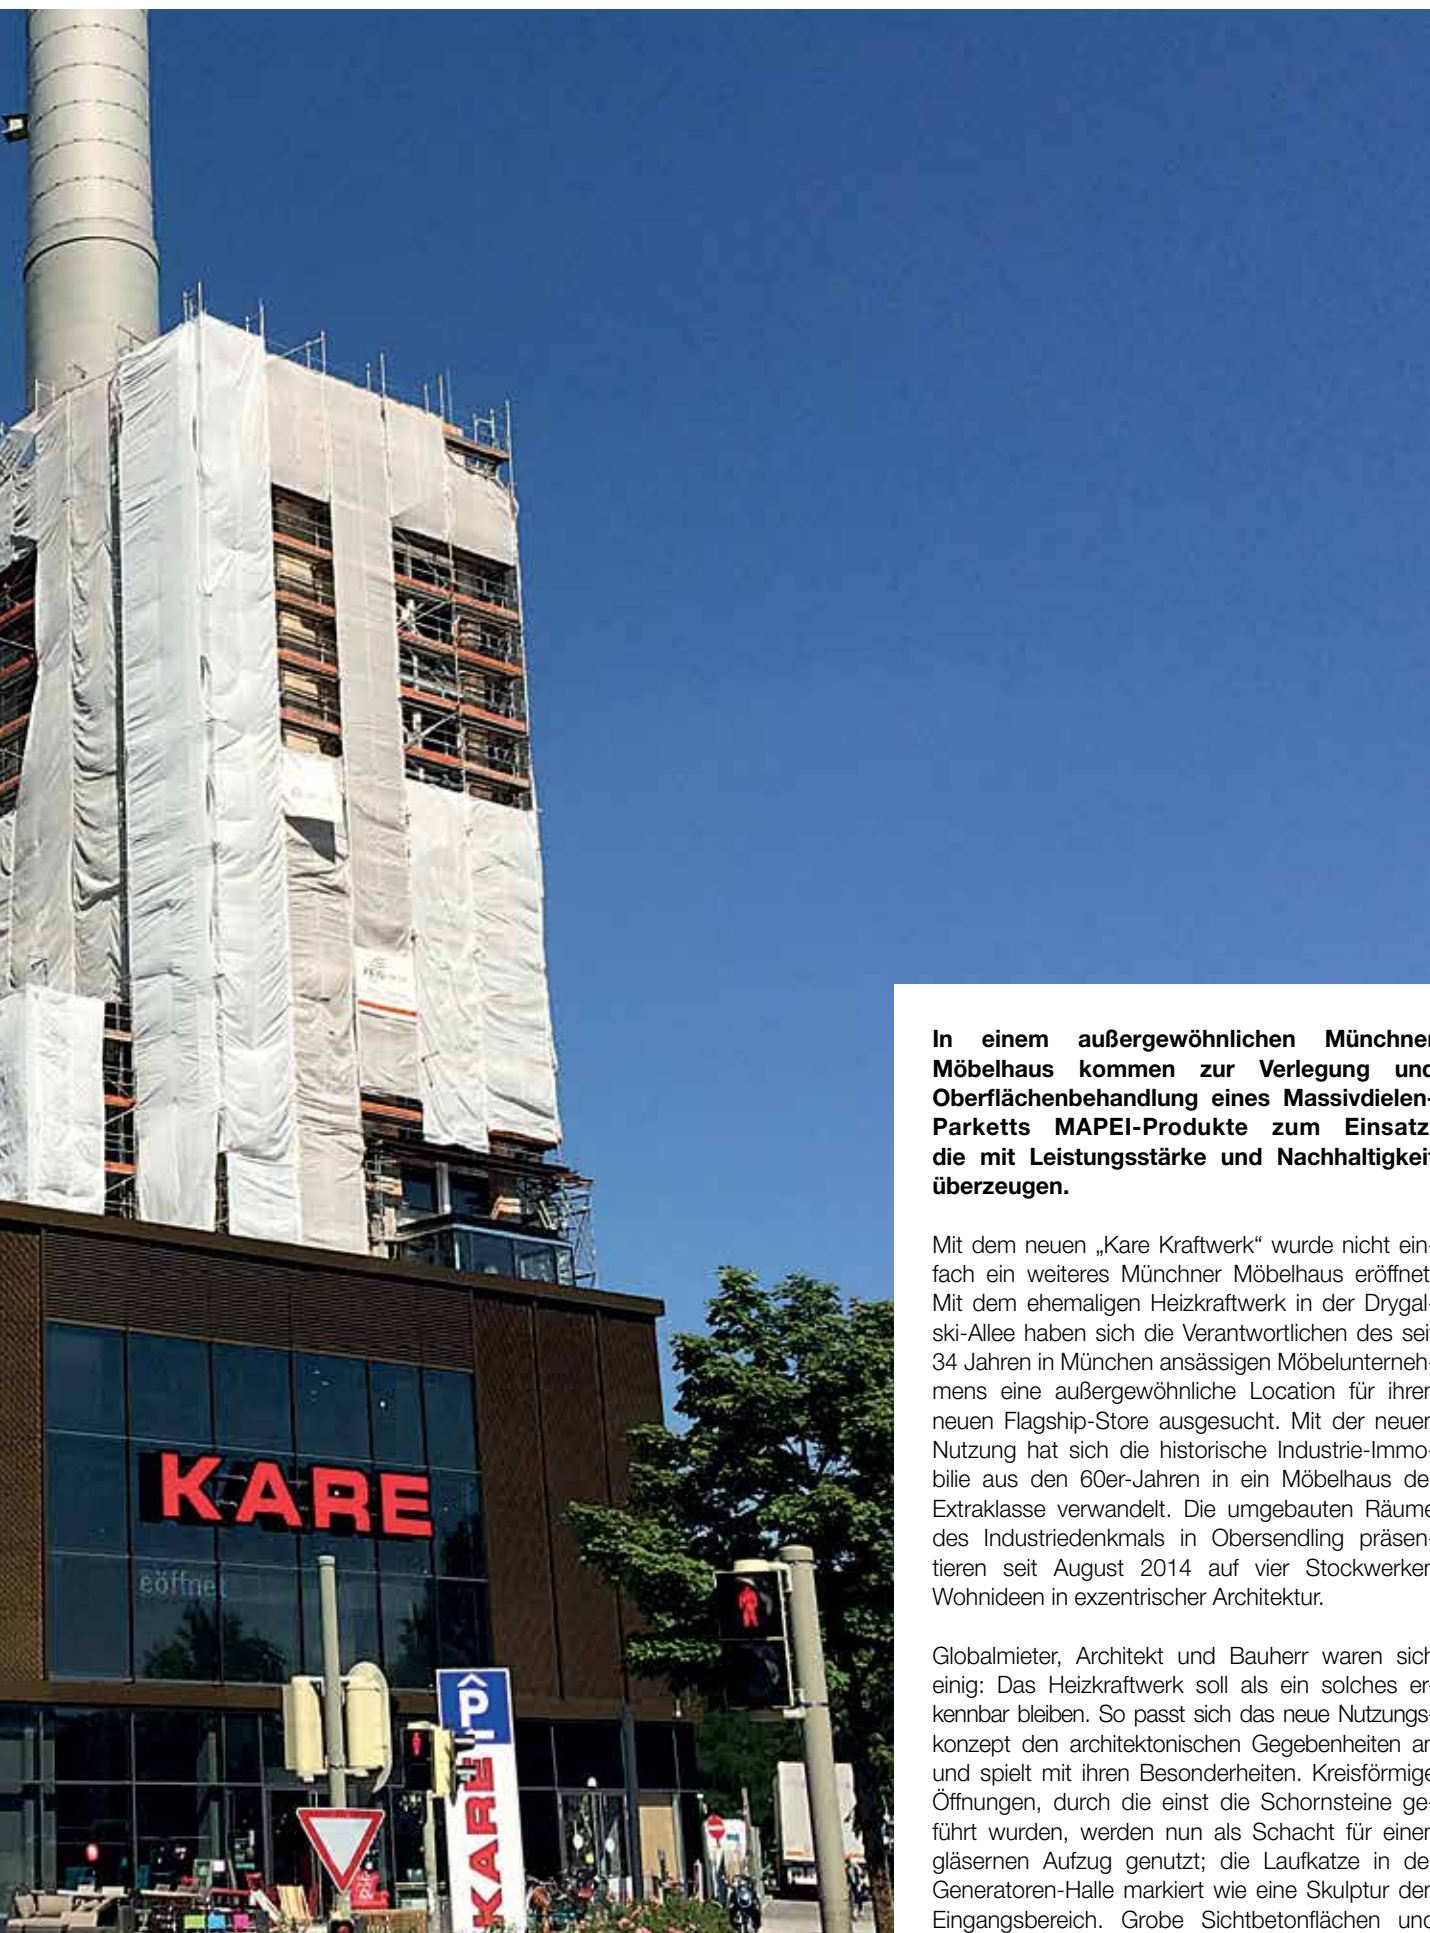 KARE
eöffnet
P
KARE
In einem außergewöhnlichen Münchner
Möbelhaus kommen zur Verlegung und
Oberflächenbehandlung eines Massivdielen-
Parketts MAPEI-Produkte zum Einsatz,
die mit Leistungsstärke und Nachhaltigkeit
überzeugen.
Mit dem neuen „Kare Kraftwerk“ wurde nicht ein-
fach ein weiteres Münchner Möbelhaus eröffnet.
Mit dem ehemaligen Heizkraftwerk in der Drygal-
ski-Allee haben sich die Verantwortlichen des seit
34 Jahren in München ansässigen Möbelunterneh-
mens eine außergewöhnliche Location für ihren
neuen Flagship-Store ausgesucht. Mit der neuen
Nutzung hat sich die historische Industrie-Immo-
bilie aus den 60er-Jahren in ein Möbelhaus der
Extraklasse verwandelt. Die umgebauten Räume
des Industriedenkmals in Obersendling präsen-
tieren seit August 2014 auf vier Stockwerken
Wohnideen in exzentrischer Architektur.
Globalmieter, Architekt und Bauherr waren sich
einig: Das Heizkraftwerk soll als ein solches er-
kennbar bleiben. So passt sich das neue Nutzungs-
konzept den architektonischen Gegebenheiten an
und spielt mit ihren Besonderheiten. Kreisförmige
Öffnungen, durch die einst die Schornsteine ge-
führt wurden, werden nun als Schacht für einen
gläsernen Aufzug genutzt; die Laufkatze in der
Generatoren-Halle markiert wie eine Skulptur den
Eingangsbereich. Grobe Sichtbetonflächen und